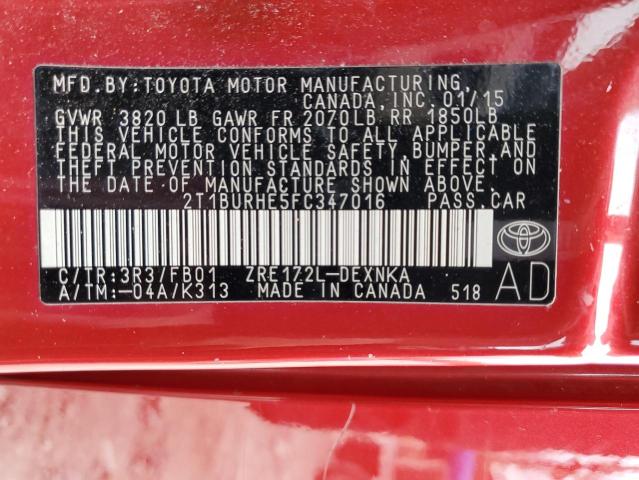 MFD. BY: TOYOTA MOTOR MANUFACTURING,
CANADA, INC. 01/15
GVWR 3820 LB GAWR FR 2070LB, RR 1850LB
THIS VEHICLE CONFORMS TO ALL APPLICABLE
FEDERAL MOTOR VEHICLE SAFETY, BUMPER AND
THEFT PREVENTION STANDARDS IN EFFECT ON
THE DATE OF MANUFACTURE SHOWN ABOVE.
2T1BURHE5FC347016 PASS. CAR
C/TR:3R3/FB01 ZRE172L-DEXNKA
A/TM:-04A/K313 MADE IN CANADA 518
AD